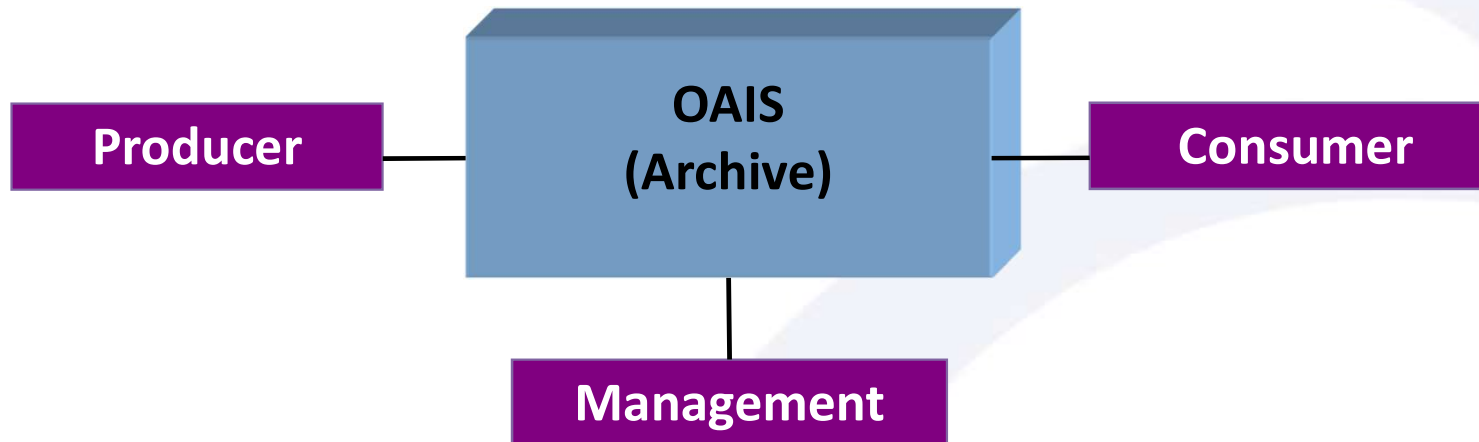 OAIS
(Archive)
Producer
Consumer
Management